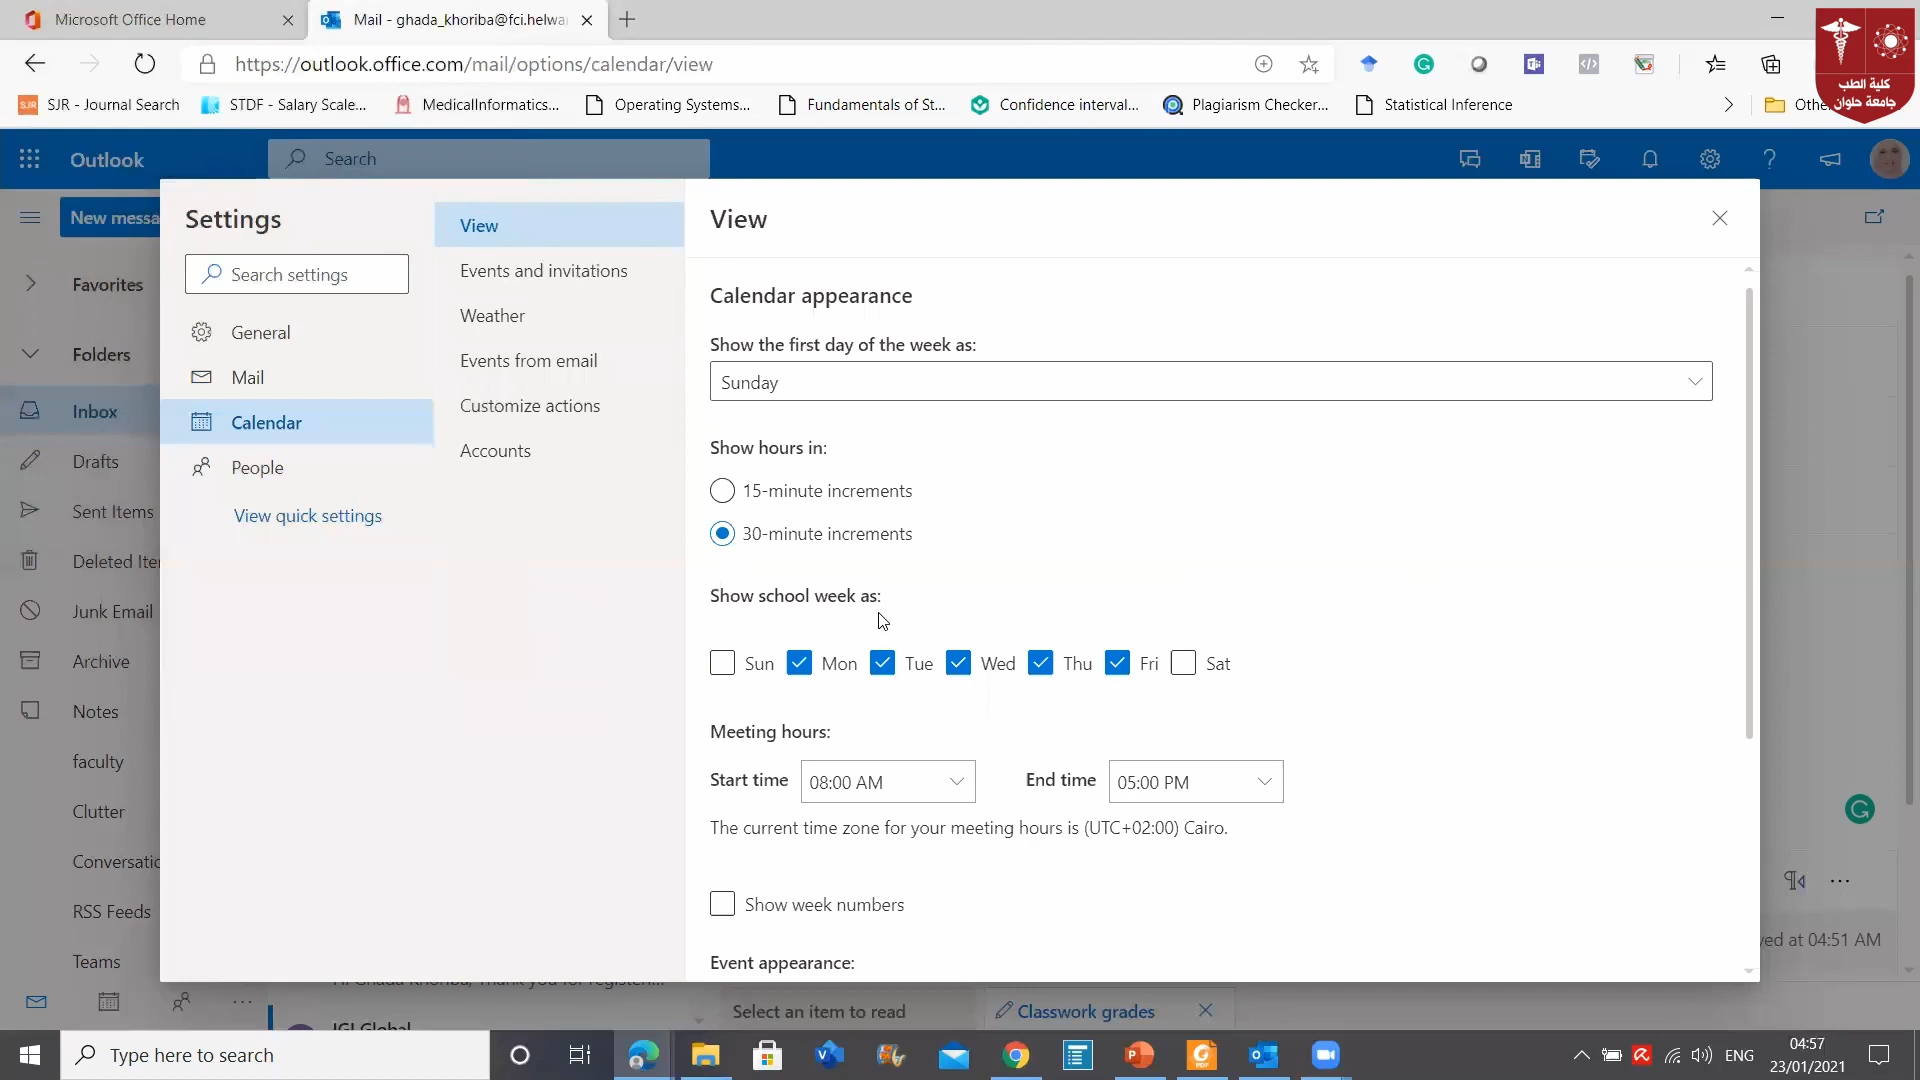 Microsoft Office Home
Mail - ghada_khoriba@fci.helwa
https://outlook.office.com/mail/options/calendar/view
SJR - Journal Search
STDF - Salary Scale...
MedicalInformatics...
Operating Systems...
Fundamentals of St...
Confidence interval...
Plagiarism Checker...
Statistical Inference
Othe
كلية الطب
جامعة حلوان
Outlook
Search
New messa
Favorites
Folders
Inbox
Drafts
Sent Items
Deleted Ite
Junk Email
Archive
Notes
faculty
Clutter
Conversatio
RSS Feeds
Teams
Settings
Search settings
General
Mail
Calendar
People
View quick settings
View
Events and invitations
Weather
Events from email
Customize actions
Accounts
View
Calendar appearance
Show the first day of the week as:
Sunday
Show hours in:
15-minute increments
30-minute increments
Show school week as:
Sun Mon Tue Wed Thu Fri Sat
Meeting hours:
Start time 08:00 AM End time 05:00 PM
The current time zone for your meeting hours is (UTC+02:00) Cairo.
Show week numbers
Event appearance:
ved at 04:51 AM
Select an item to read
Classwork grades
IGI Global
Type here to search
ENG
04:57
23/01/2021